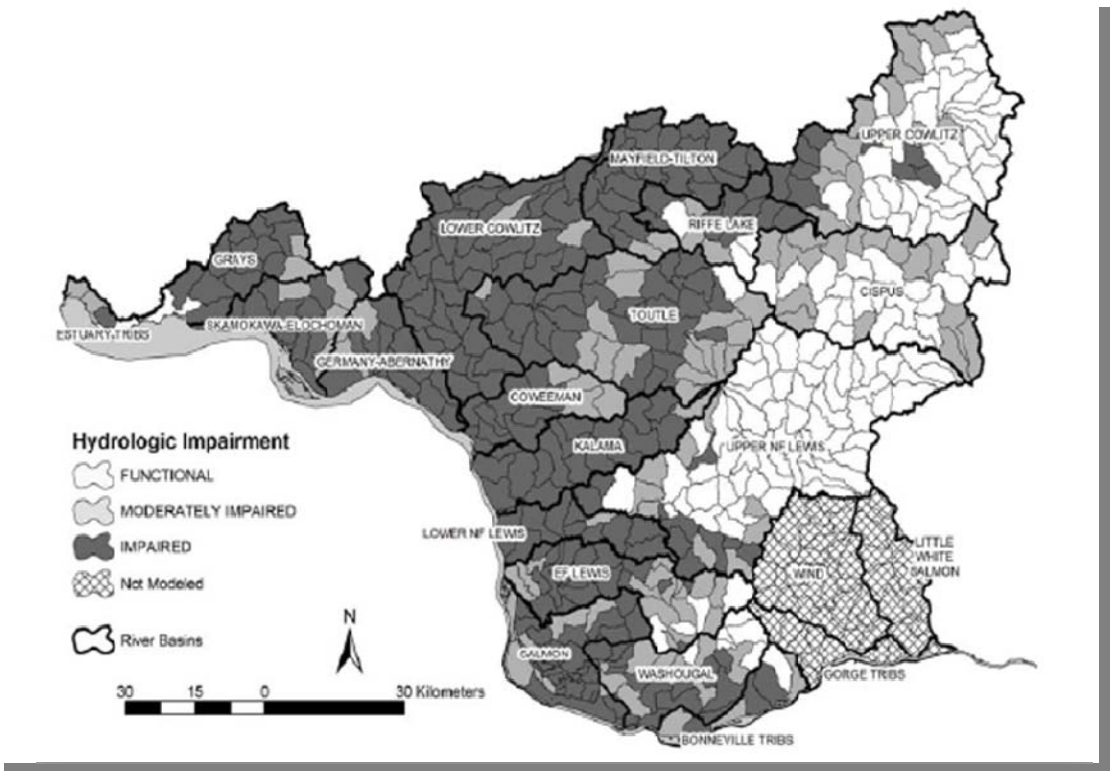 UPPER COWLITZ
MAYFIELD-TILTON
LOWER COWLITZ
RIFFE LAKE
GRAYS
CISPUS
TOUTLE
ESTUARY TRIBS
SKAMOKAWA-ELOCHOMAN
GERMANY-ABERNATHY
COWEEMAN
KALAMA
UPPER NF LEWIS
Hydrologic Impairment
FUNCTIONAL
MODERATELY IMPAIRED
IMPAIRED
Not Modeled
River Basins
LOWER NF LEWIS
EF LEWIS
WIND
LITTLE
WHITE
SALMON
SALMON
WASHOUGAL
GORGE TRIBS
BONNEVILLE TRIBS
N
30 15 0 30 Kilometers